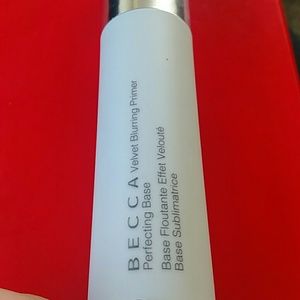 BECCA Velvet Blurring Primer
Perfecting Base
Base Floutante Effet Velouté
Base Sublimatrice